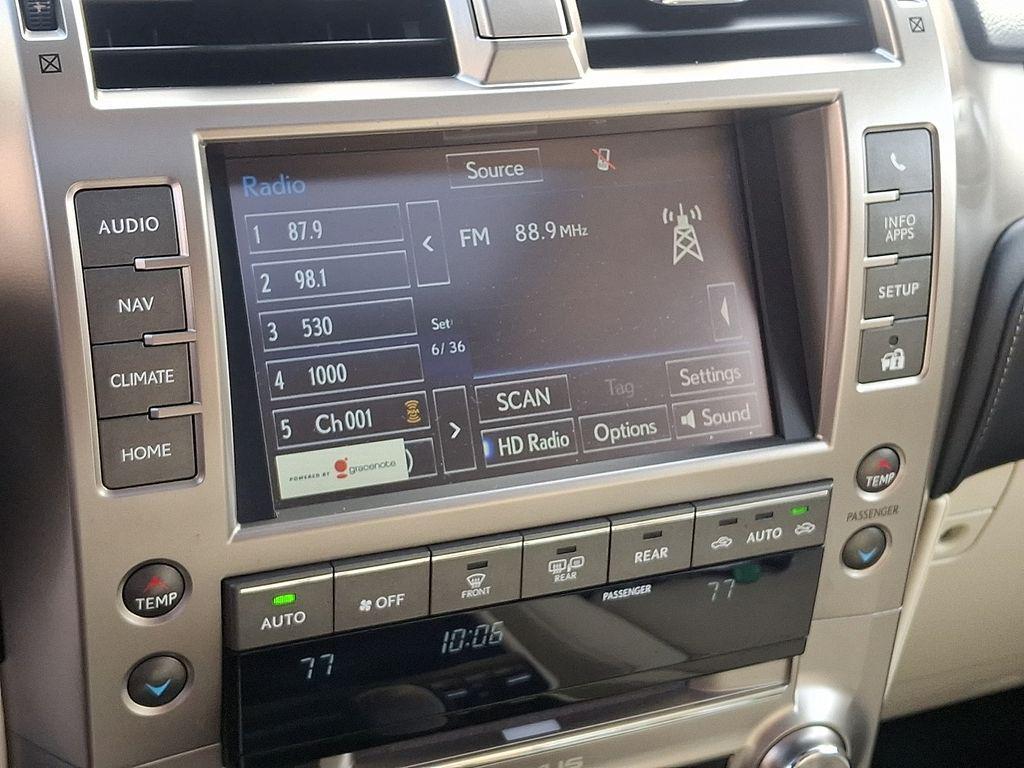 Radio
Source
1 87.9
2 98.1
3 530
4 1000
5 Ch 001
Set
6/ 36
FM 88.9 MHz
SCAN
Tag
Settings
HD Radio
Options
Sound
POWERED BY gracenote
AUDIO
NAV
CLIMATE
HOME
INFO
APPS
SETUP
TEMP
TEMP
PASSENGER
AUTO
OFF
FRONT
REAR
REAR
AUTO
PASSENGER
77
10:06
77